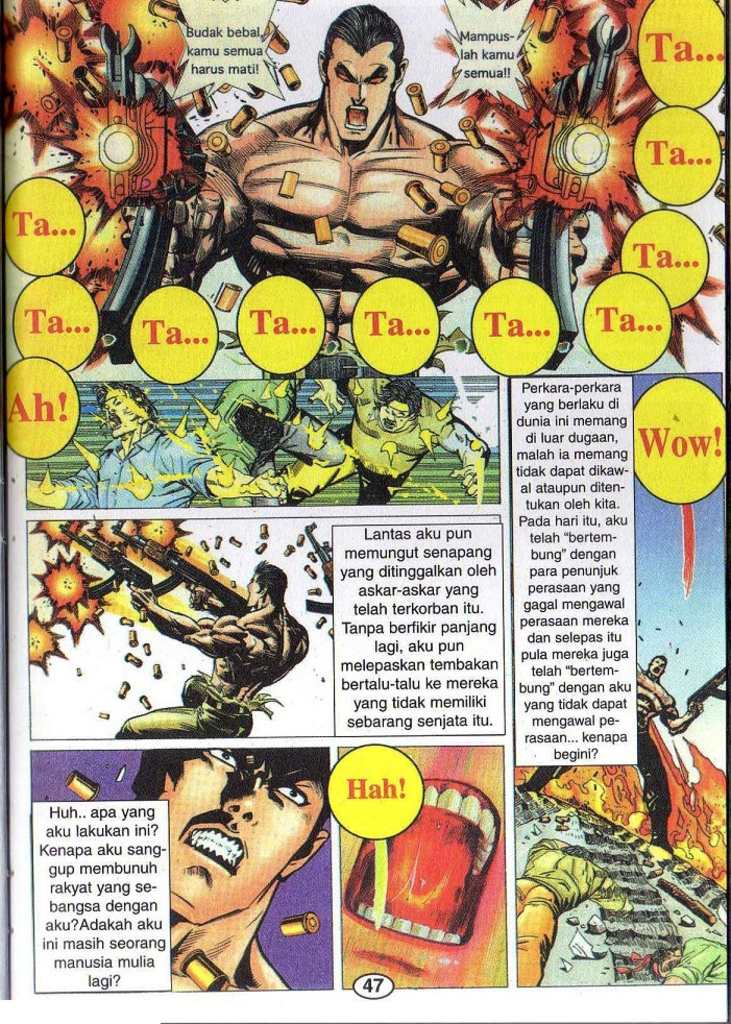 Budak bebal,
kamu semua
harus mati!
Mampus-
lah kamu
semua!!
Ta...
Ta...
Ta...
Ta...
Ta...
Ta...
Ta...
Ta...
Ta...
Ta...
Ah!
Perkara-perkara
yang berlaku di
dunia ini memang
di luar dugaan,
malah ia memang
tidak dapat dikaw-
al ataupun diten-
tukan oleh kita.
Pada hari itu, aku
telah “bertem-
bung” dengan
para penunjuk
perasaan yang
gagal mengawal
perasaan mereka
dan selepas itu
pula mereka juga
telah “bertem-
bung” dengan aku
yang tidak dapat
mengawal pe-
rasaan... kenapa
begini?
Wow!
Lantas aku pun
memungut senapang
yang ditinggalkan oleh
askar-askar yang
telah terkorban itu.
Tanpa berfikir panjang
lagi, aku pun
melepaskan tembakan
bertalu-talu ke mereka
yang tidak memiliki
sebarang senjata itu.
Huh.. apa yang
aku lakukan ini?
Kenapa aku sang-
gup membunuh
rakyat yang se-
bangsa dengan
aku?Adakah aku
ini masih seorang
manusia mulia
lagi?
Hah!
47